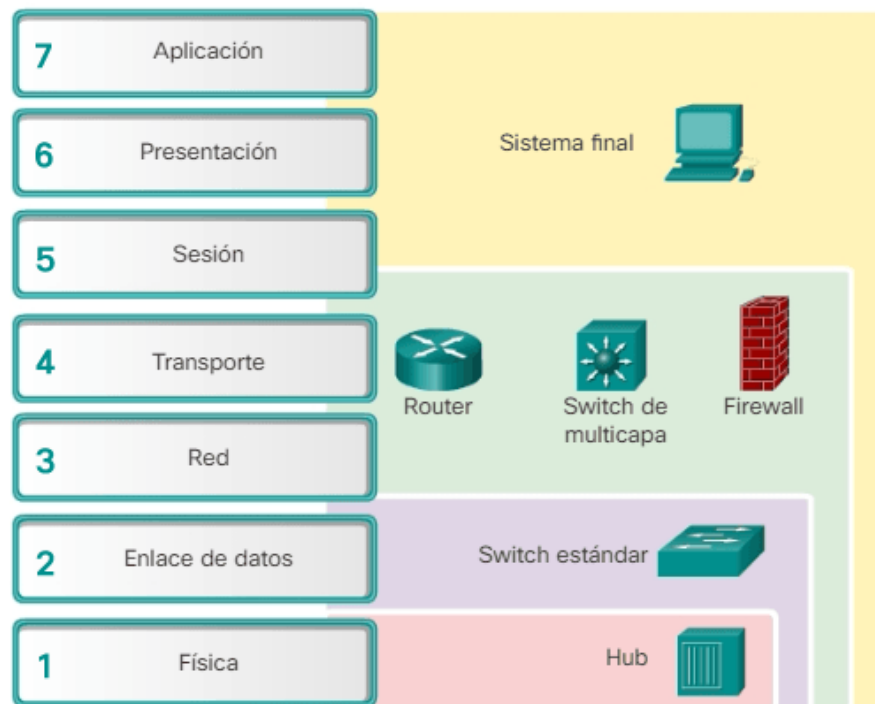 7 Aplicación
6 Presentación
Sistema final
5 Sesión
4 Transporte
Router
Switch de
multicapa
Firewall
3 Red
2 Enlace de datos
Switch estándar
1 Física
Hub